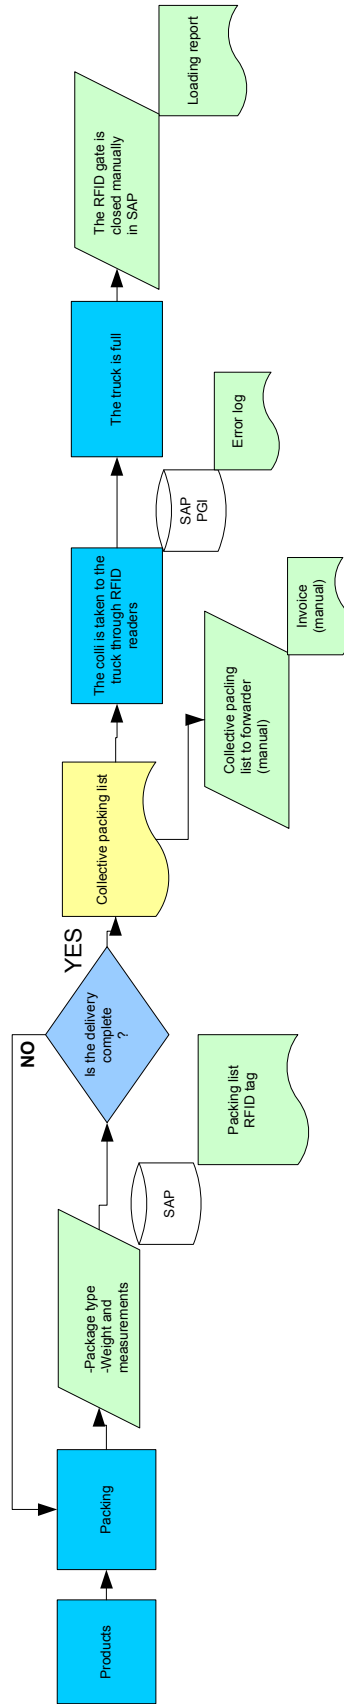 Products
Packing
-Package type
-Weight and
measurements
SAP
Packing list
RFID tag
Is the delivery
complete
?
NO
YES
Collective packing list
Collective pacling
list to forwarder
(manual)
Invoice
(manual)
The colli is taken to the
truck through RFID
readers
SAP
PGI
Error log
The truck is full
The RFID gate is
closed manually
in SAP
Loading report